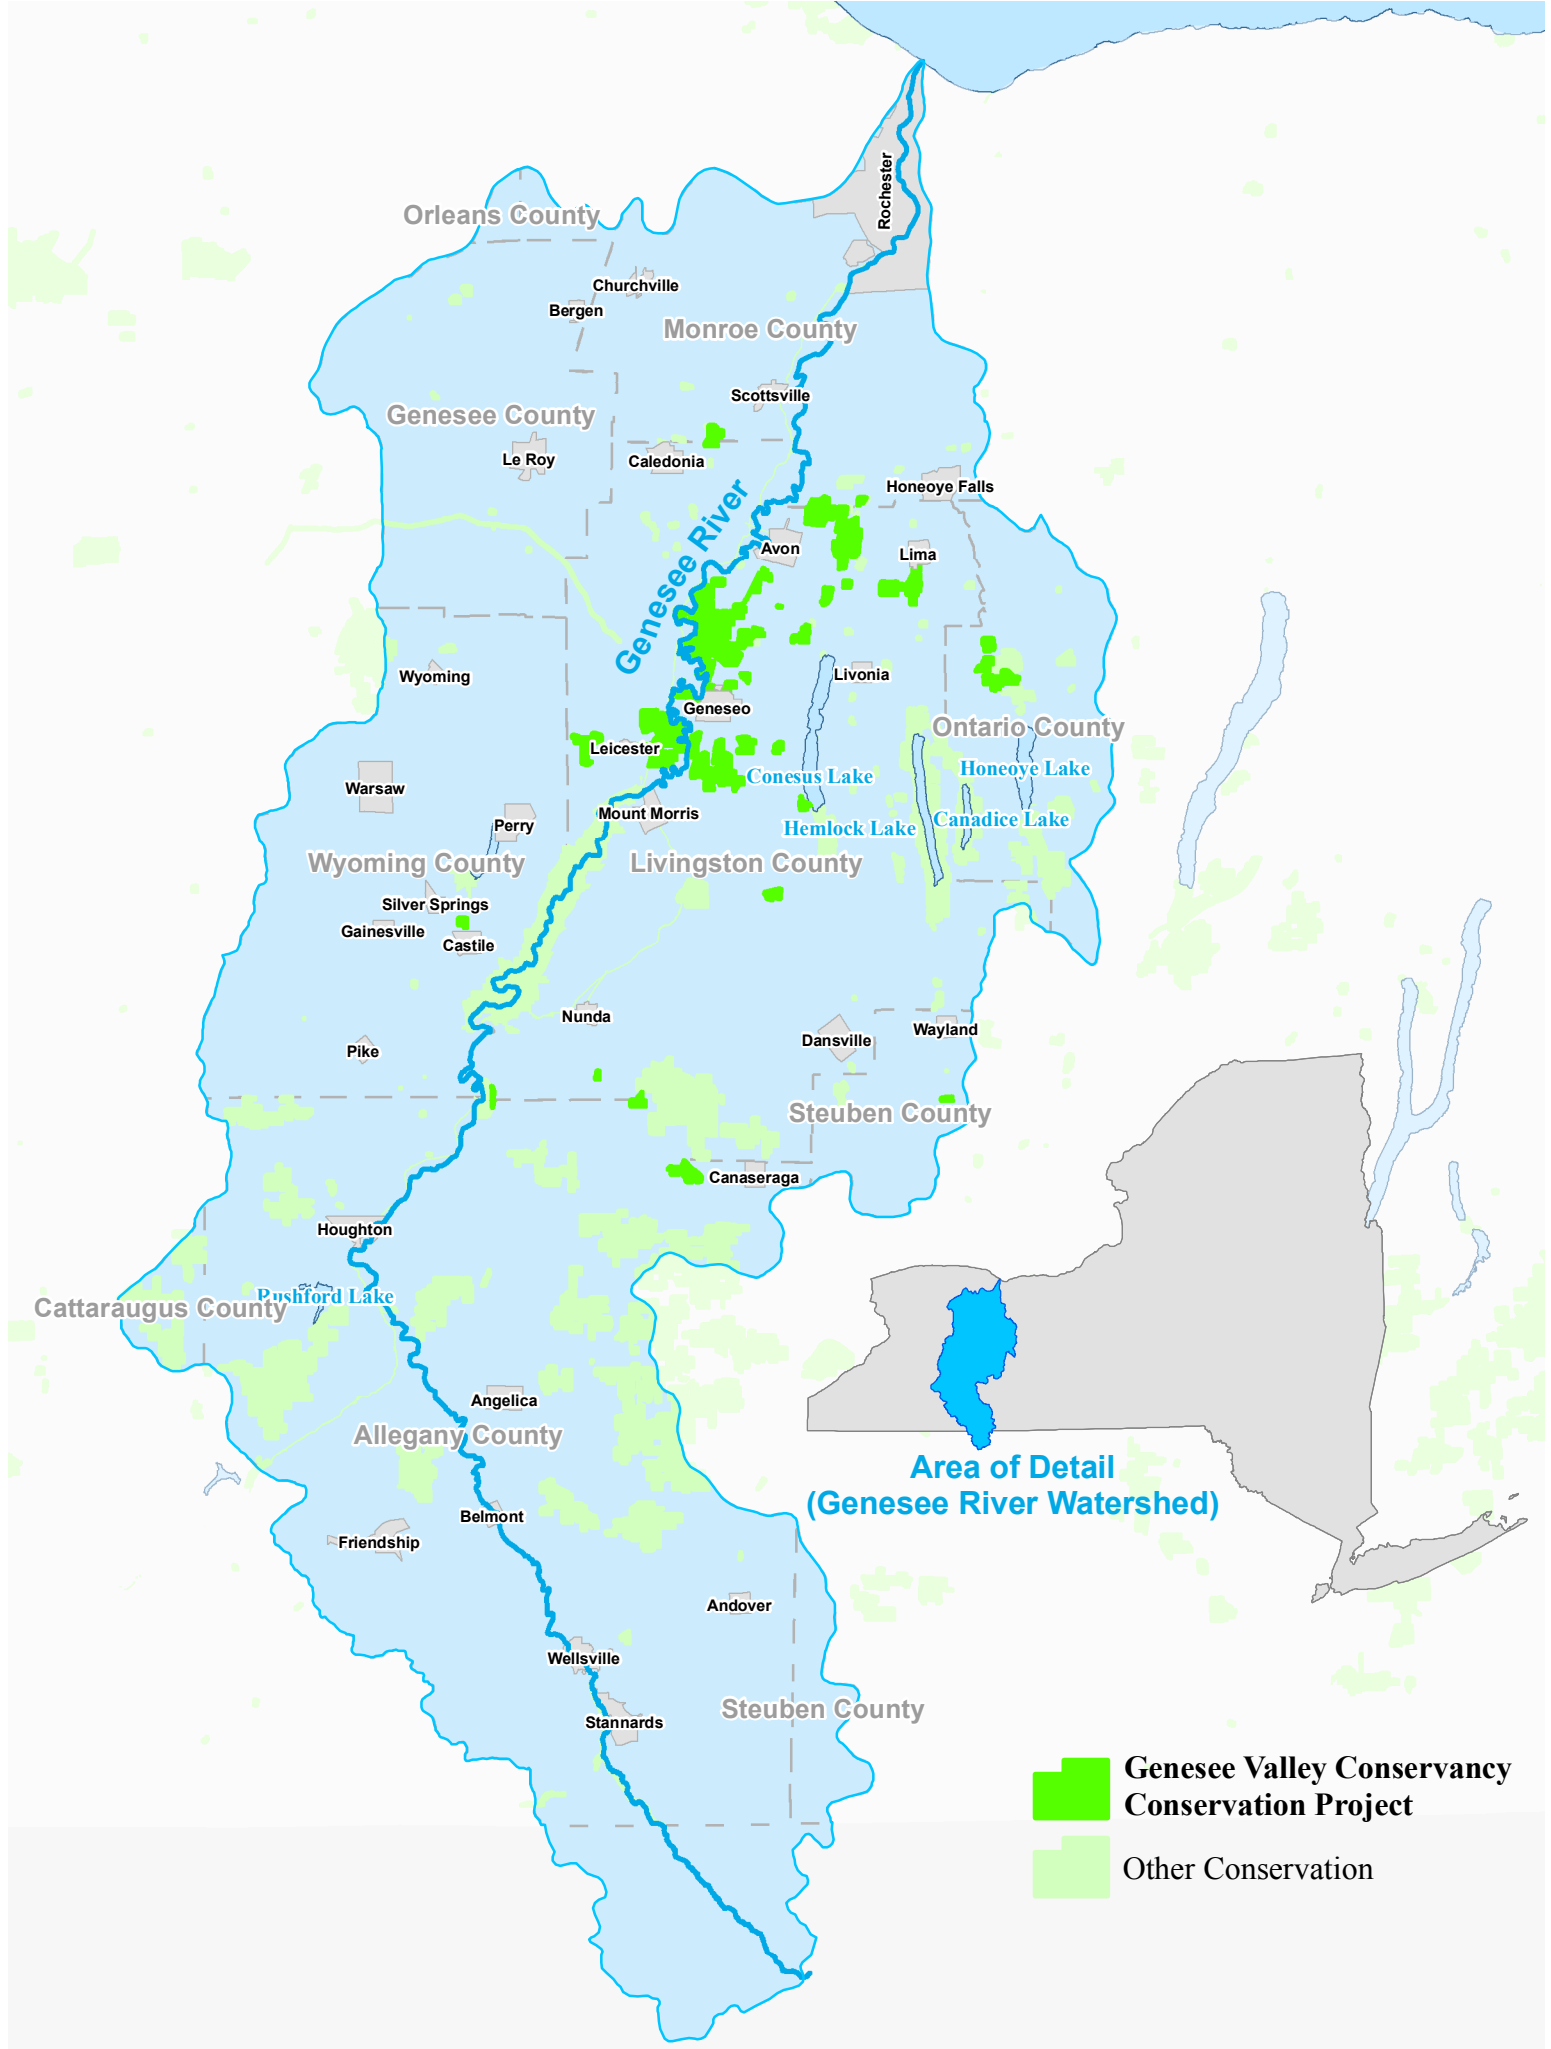 Rochester
Orleans County
Churchville
Bergen
Monroe County
Scottsville
Genesee County
Le Roy
Caledonia
Honeoye Falls
Genesee River
Avon
Lima
Wyoming
Livonia
Geneseo
Ontario County
Leicester
Conesus Lake
Honeoye Lake
Warsaw
Mount Morris
Perry
Hemlock Lake
Canadice Lake
Wyoming County
Livingston County
Silver Springs
Gainesville
Castile
Nunda
Dansville
Wayland
Pike
Steuben County
Canaseraga
Houghton
Rushford Lake
Cattaraugus County
Angelica
Allegany County
Area of Detail
(Genesee River Watershed)
Belmont
Friendship
Andover
Wellsville
Steuben County
Stannards
Genesee Valley Conservancy
Conservation Project
Other Conservation